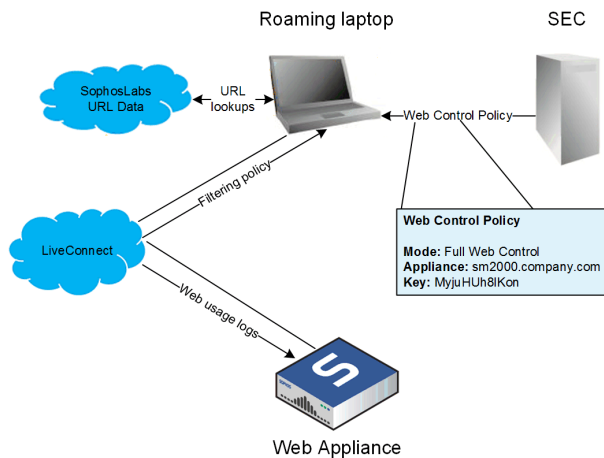 Roaming laptop
SEC
SophosLabs
URL Data
URL
lookups
Web Control Policy
Filtering policy
Web Control Policy
Mode: Full Web Control
Appliance: sm2000.company.com
Key: MyjuHUh8IKon
LiveConnect
Web usage logs
S
Web Appliance